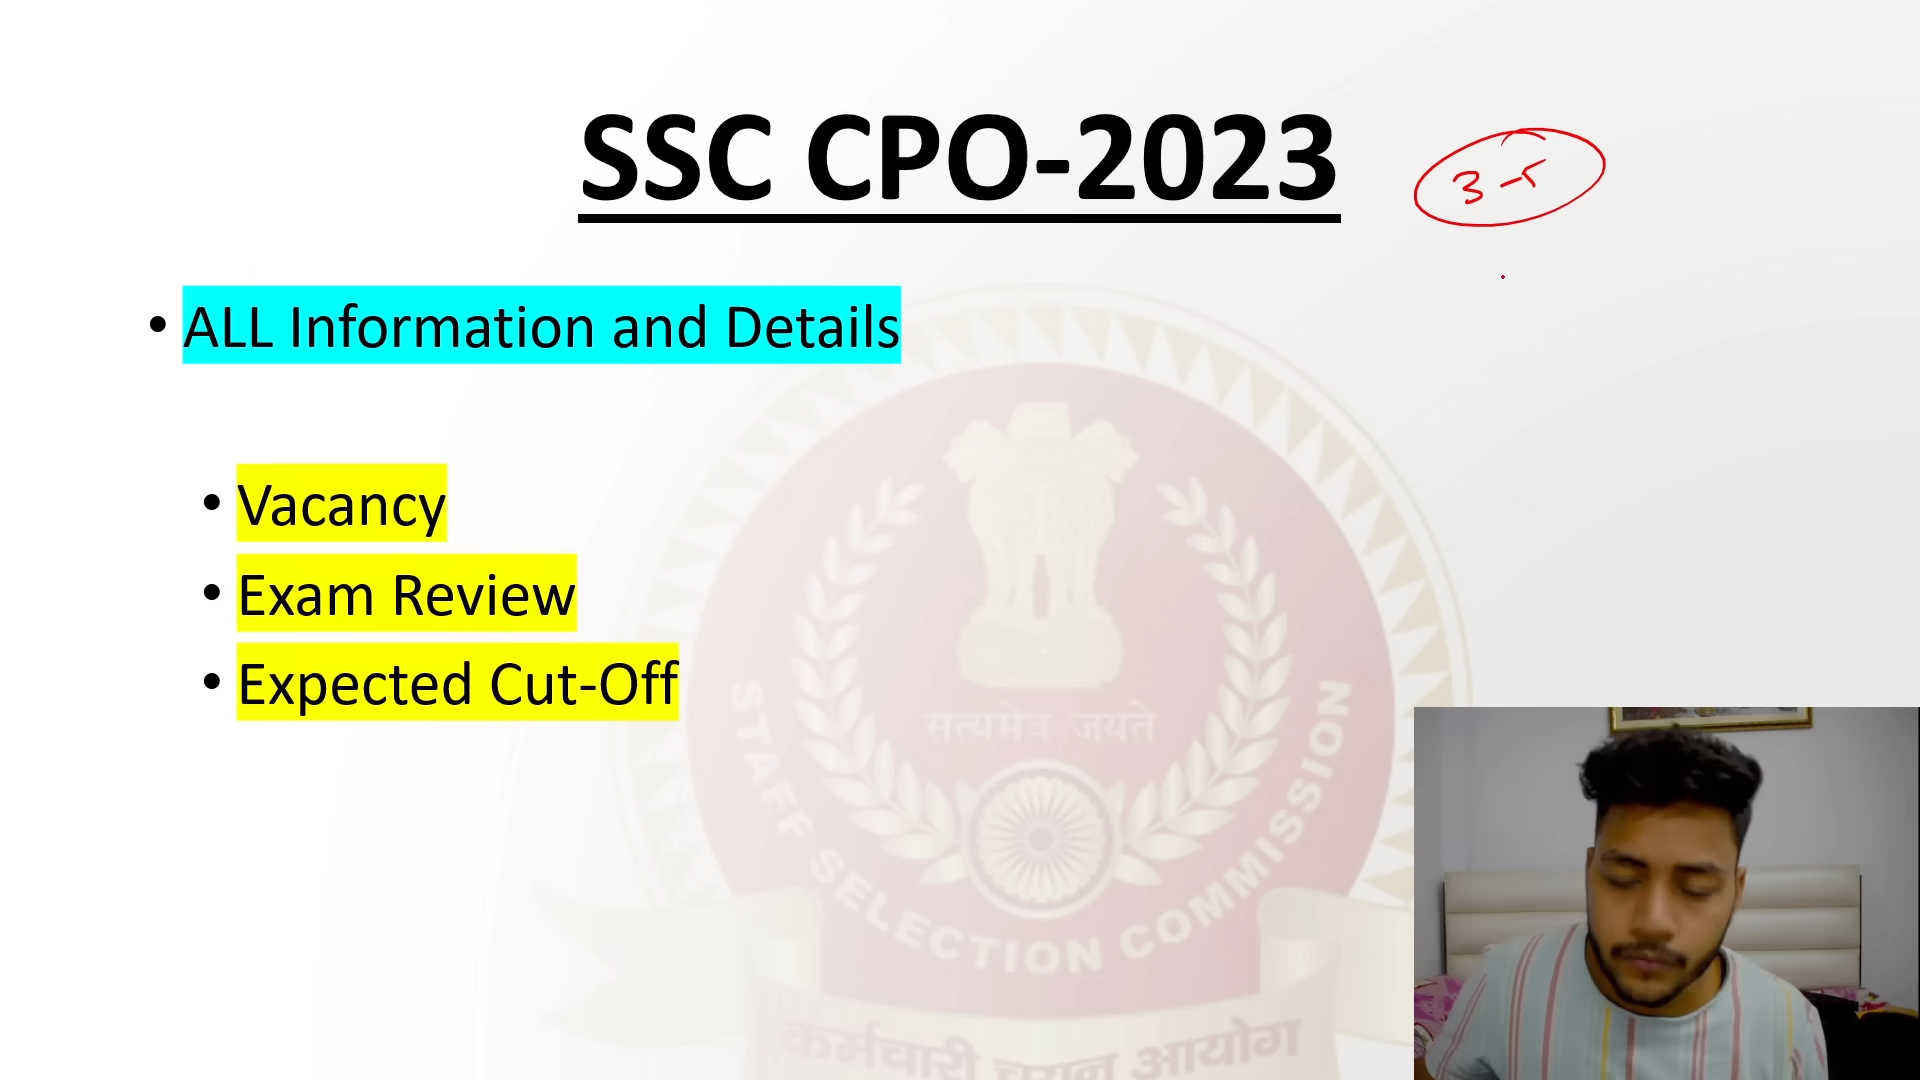 SSC CPO-2023
3-5
• ALL Information and Details
• Vacancy
• Exam Review
• Expected Cut-Off
सत्यमेव जयते
STAFF SELECTION COMMISSION
कर्मचारी चयन आयोग